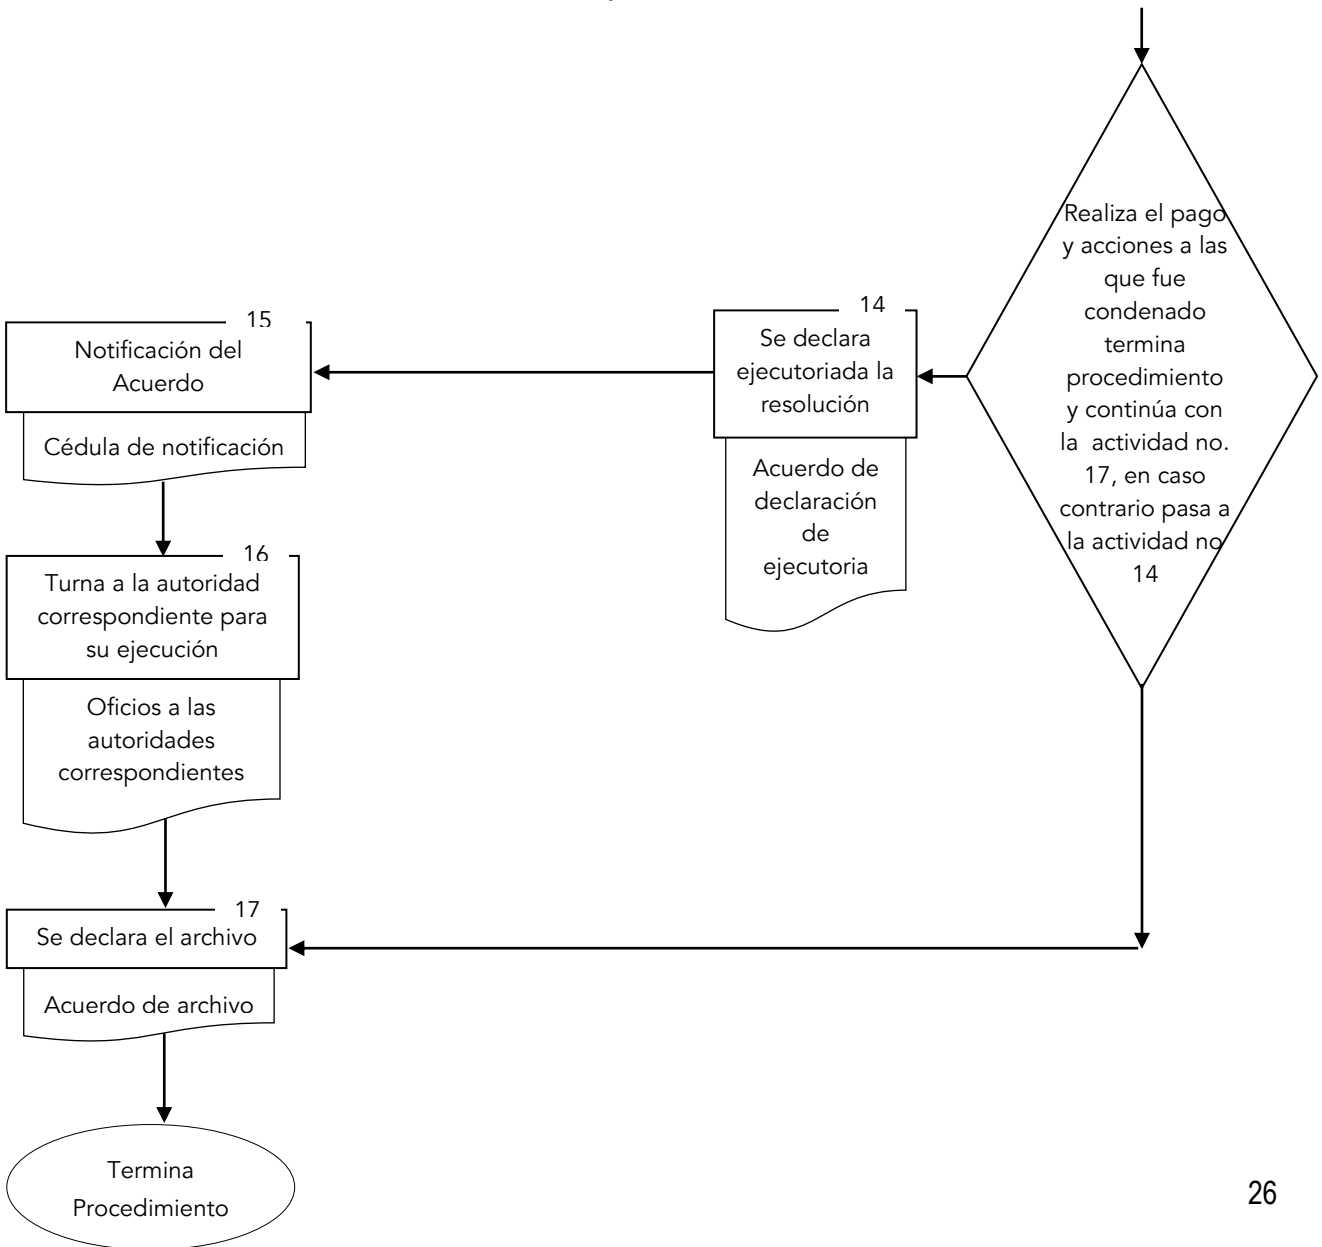 Realiza el pago
y acciones a las
que fue
condenado
termina
procedimiento
y continúa con
la actividad no.
17, en caso
contrario pasa a
la actividad no
14
14
Se declara
ejecutoriada la
resolución
Acuerdo de
declaración
de
ejecutoria
15
Notificación del
Acuerdo
Cédula de notificación
16
Turna a la autoridad
correspondiente para
su ejecución
Oficios a las
autoridades
correspondientes
17
Se declara el archivo
Acuerdo de archivo
Termina
Procedimiento
26